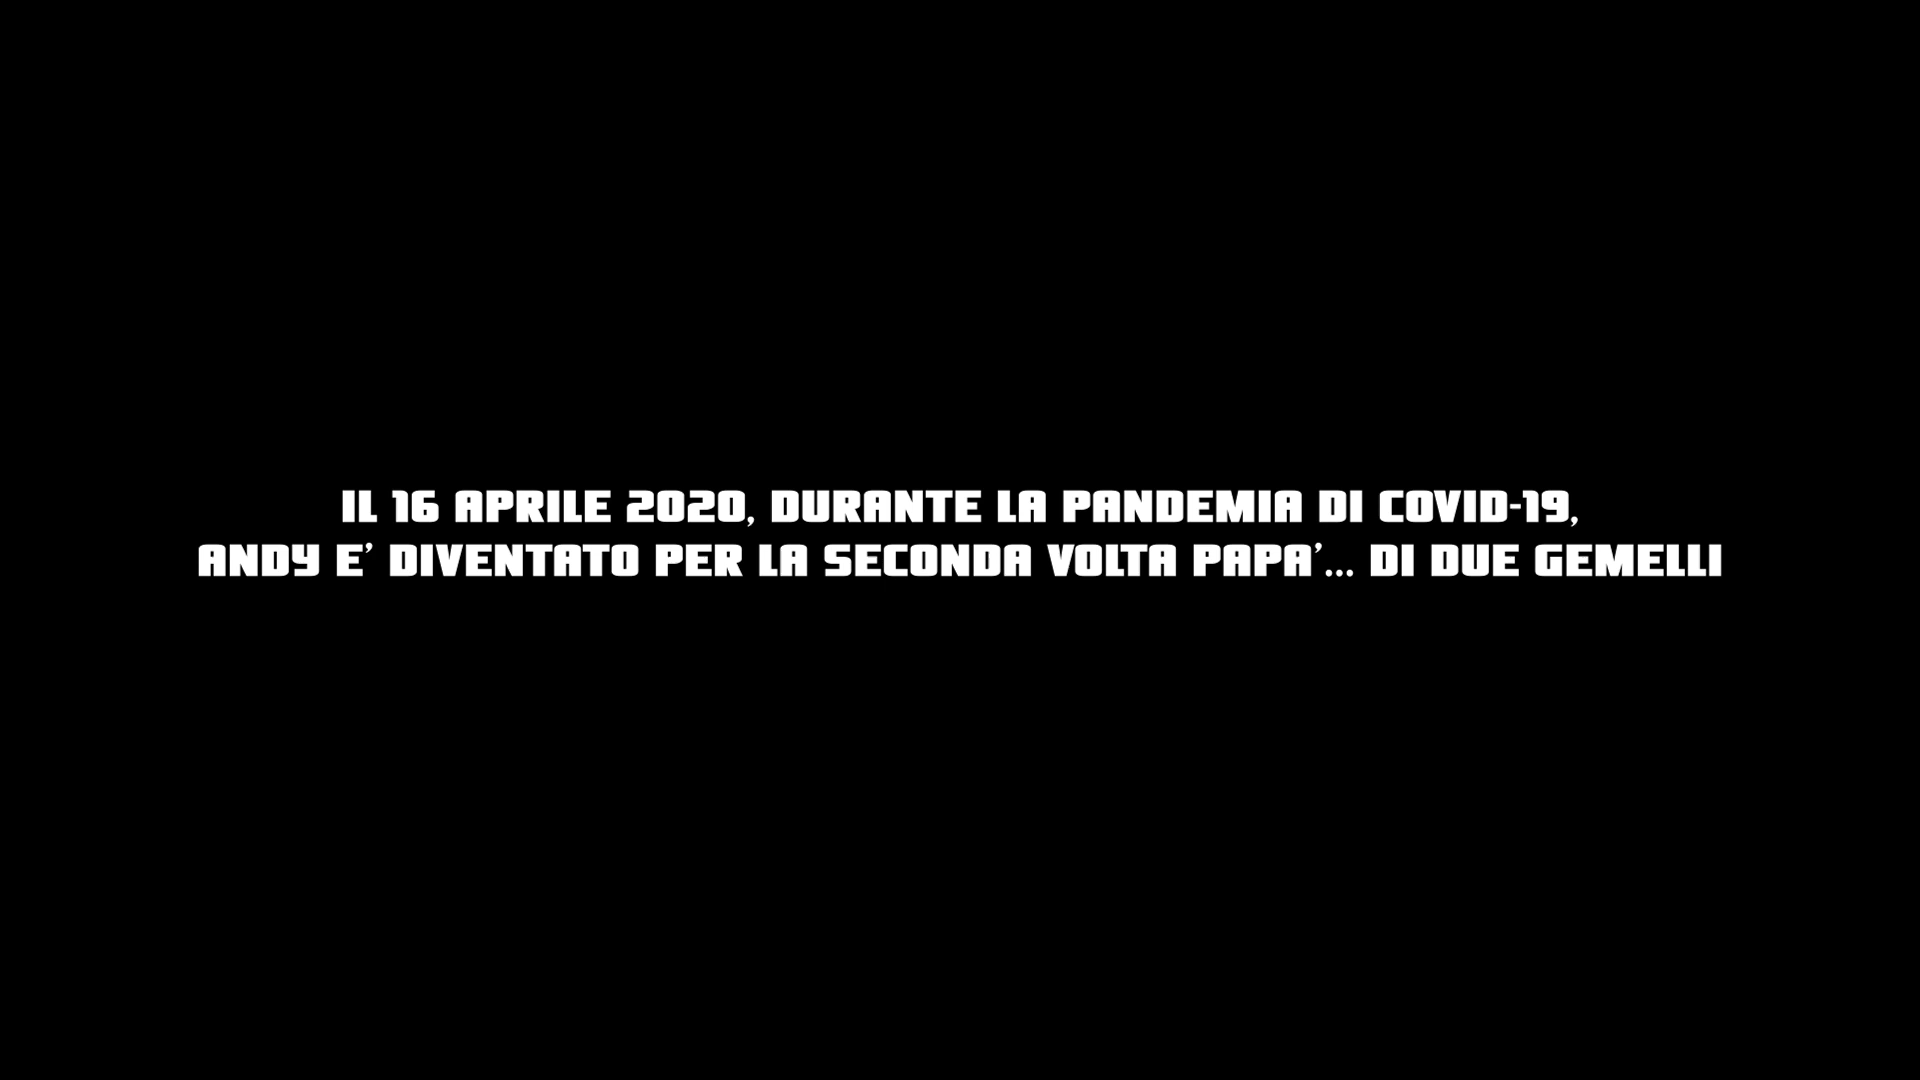 IL 16 APRILE 2020, DURANTE LA PANDEMIA DI COVID-19,
ANDY E’ DIVENTATO PER LA SECONDA VOLTA PAPA’... DI DUE GEMELLI